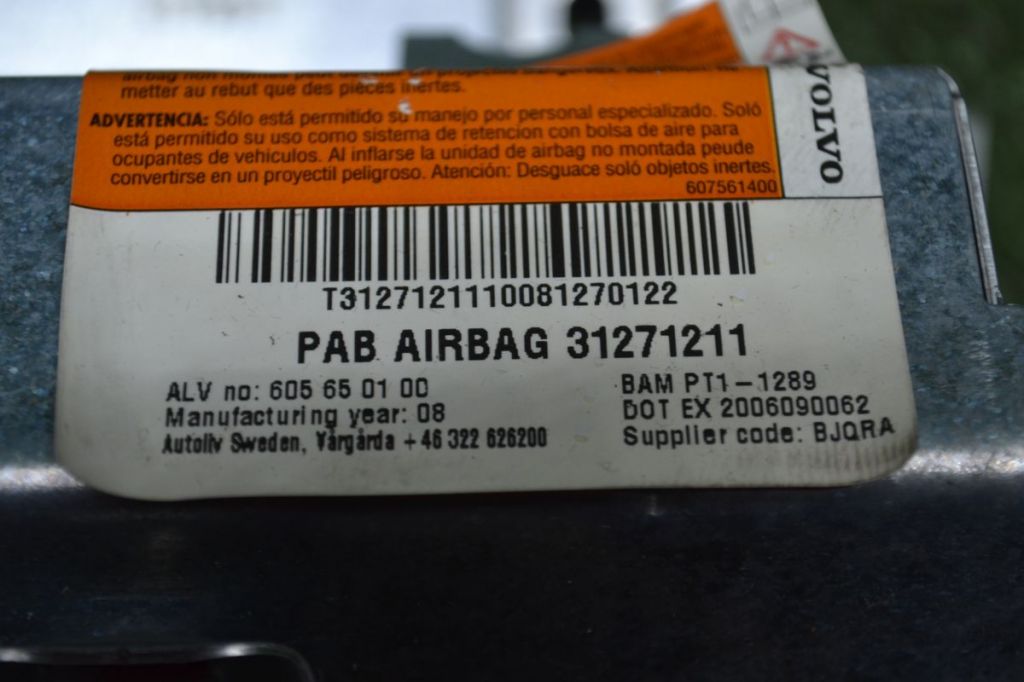 metter au rebut que des pièces inertes.
ADVERTENCIA: Sólo está permitido su manejo por personal especializado. Soló
está permitido su uso como sistema de retencion con bolsa de aire para
ocupantes de vehiculos. Al inflarse la unidad de airbag no montada peude
convertirse en un proyectil peligroso. Atención: Desguace soló objetos inertes.
607561400
VOLVO
T3127121110081270122
PAB AIRBAG 31271211
ALV no: 605 65 01 00
Manufacturing year: 08
Autoliv Sweden, Vårgårda +46 322 626200
BAM PT1-1289
DOT EX 2006090062
Supplier code: BJQRA